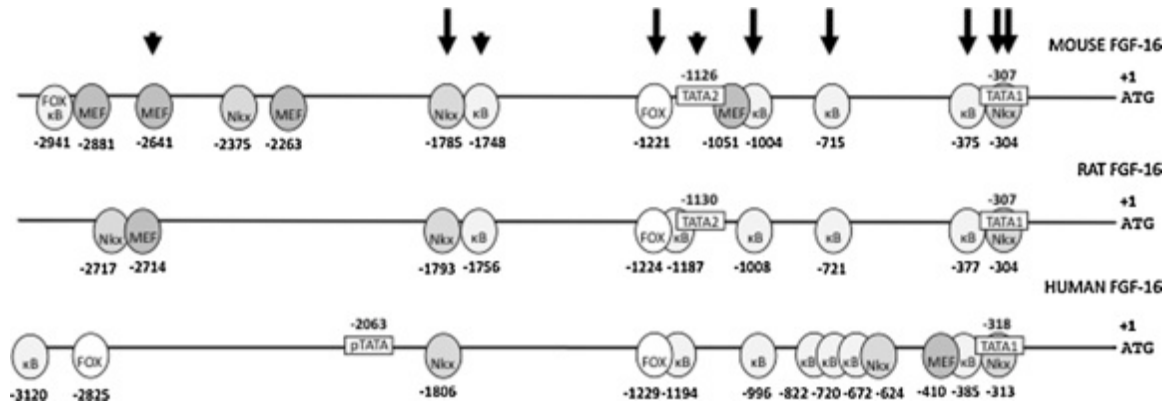 MOUSE FGF-16
-1126 -307 +1
FOX κB MEF MEF Nkx MEF Nkx κB FOX TATA2 MEF κB κB κB TATA1 Nkx ATG
-2941 -2881 -2641 -2375 -2263 -1785 -1748 -1221 -1051 -1004 -715 -375 -304
RAT FGF-16
-1130 -307 +1
Nkx MEF Nkx κB FOX κB TATA2 κB κB κB TATA1 Nkx ATG
-2717 -2714 -1793 -1756 -1224 -1187 -1008 -721 -377 -304
HUMAN FGF-16
-2063 -318 +1
κB FOX pTATA Nkx FOX κB κB κB κB κB Nkx MEF κB TATA1 Nkx ATG
-3120 -2825 -1806 -1229 -1194 -996 -822 -720 -672 -624 -410 -385 -313